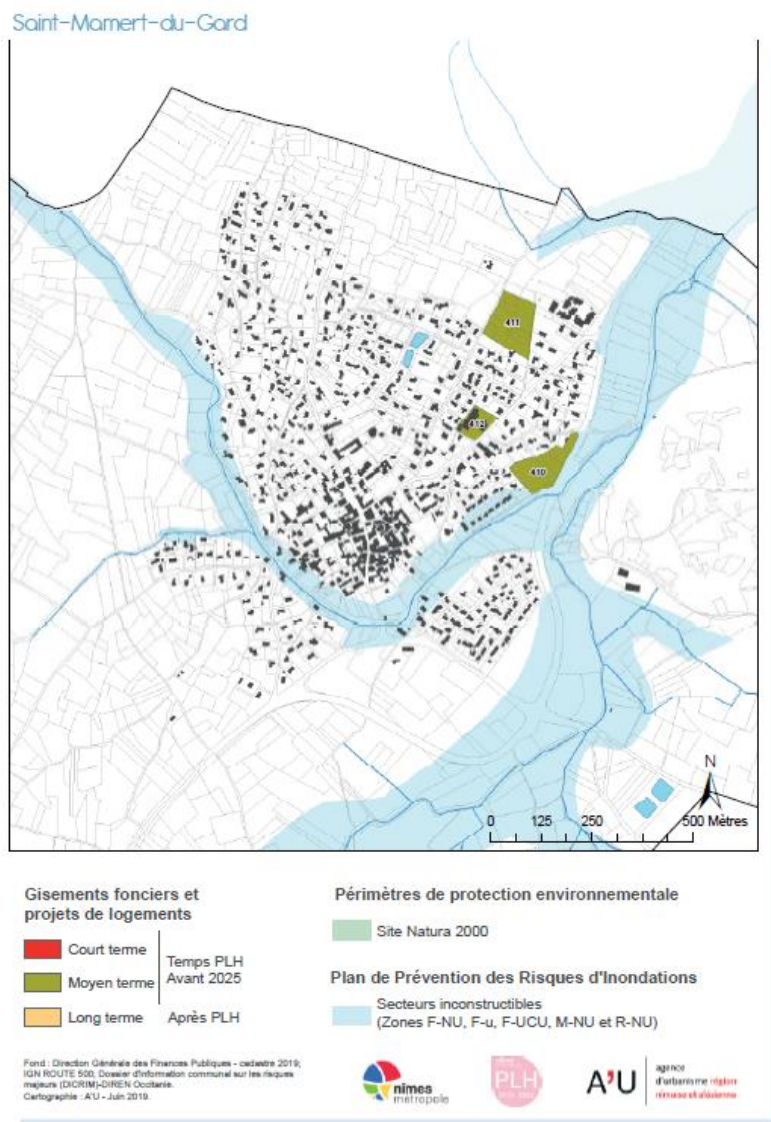 Saint-Mamert-du-Gard
411
412
410
N
0 125 250 500 Mètres
Gisements fonciers et
projets de logements
Court terme
Moyen terme
Temps PLH
Avant 2025
Long terme
Après PLH
Périmètres de protection environnementale
Site Natura 2000
Plan de Prévention des Risques d'Inondations
Secteurs inconstructibles
(Zones F-NU, F-u, F-UCU, M-NU et R-NU)
Fond : Direction Générale des Finances Publiques - cadastre 2019;
IGN ROUTE 500; Dossier d'information communal sur les risques
majeurs (DICRIM)-DIREN Occitanie.
Cartographie : A'U - Juin 2019.
nîmes
métropole
PLH
A'U
agence
d'urbanisme région
nîmoise et alésienne